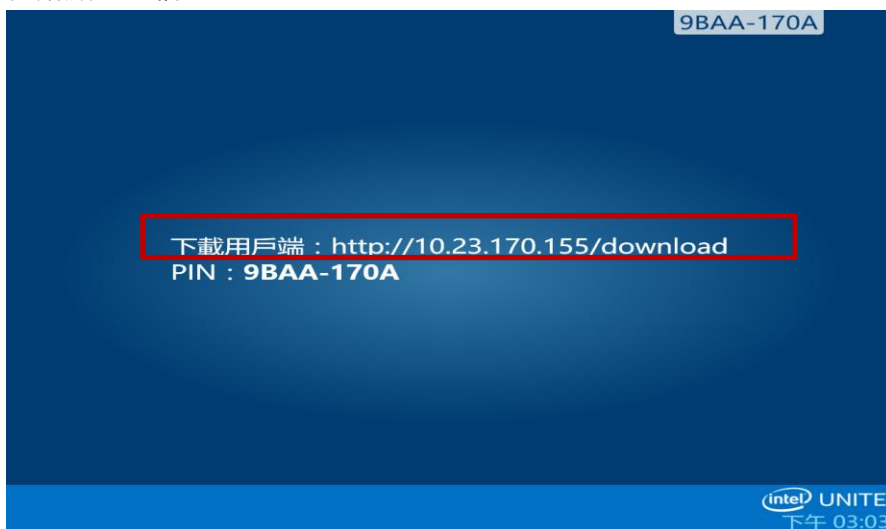 9BAA-170A
下載用戶端：http://10.23.170.155/download
PIN：9BAA-170A
intel UNITE
下午 03:03